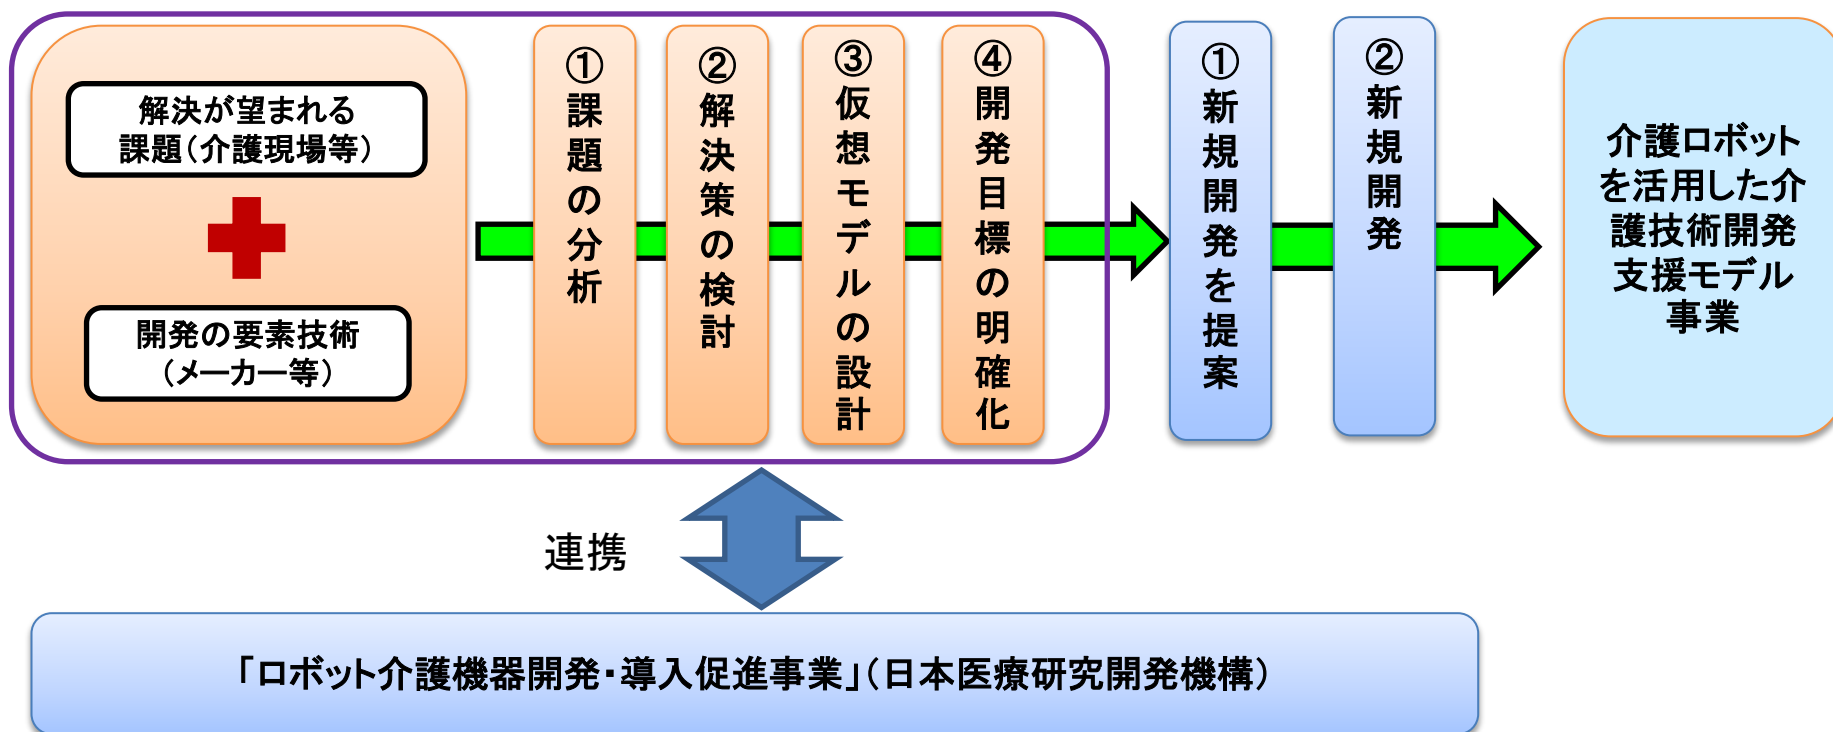 解決が望まれる
課題（介護現場等）
開発の要素技術
（メーカー等）
①課題の分析
②解決策の検討
③仮想モデルの設計
④開発目標の明確化
①新規開発を提案
②新規開発
介護ロボット
を活用した介
護技術開発
支援モデル
事業
連携
「ロボット介護機器開発・導入促進事業」（日本医療研究開発機構）